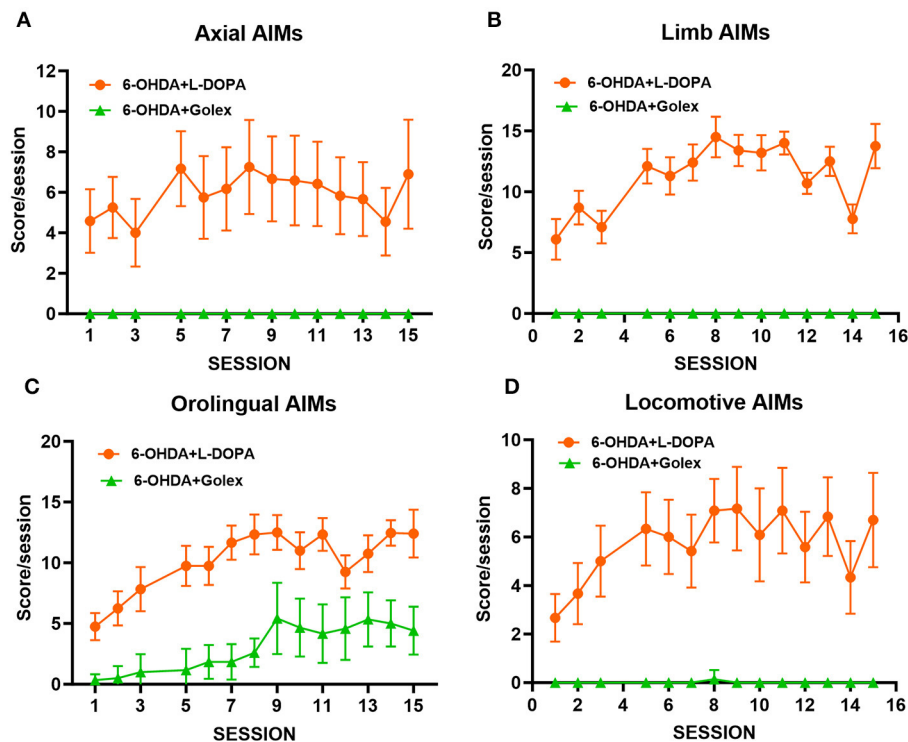 A
Axial AIMs
6-OHDA+L-DOPA
6-OHDA+Golex
Score/session
12
10
8
6
4
2
0
1 3 5 7 9 11 13 15
SESSION
B
Limb AIMs
6-OHDA+L-DOPA
6-OHDA+Golex
Score/session
20
15
10
5
0
0 2 4 6 8 10 12 14 16
SESSION
C
Orolingual AIMs
6-OHDA+L-DOPA
6-OHDA+Golex
Score/session
20
15
10
5
0
1 3 5 7 9 11 13 15
SESSION
D
Locomotive AIMs
6-OHDA+L-DOPA
6-OHDA+Golex
Score/session
10
8
6
4
2
0
0 2 4 6 8 10 12 14 16
SESSION